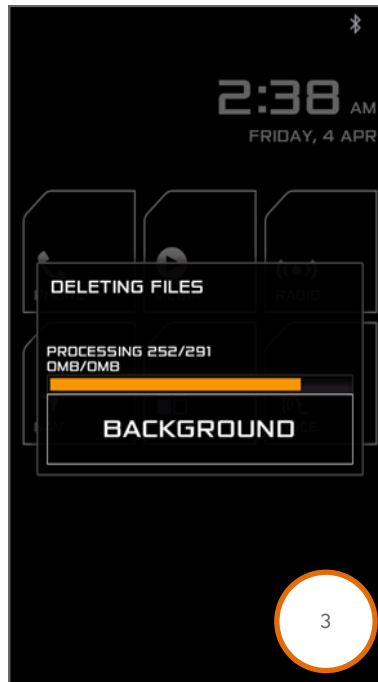 2:38 AM
FRIDAY, 4 APR
DELETING FILES
RADIO
PROCESSING 252/291
0MB/0MB
BACKGROUND
3